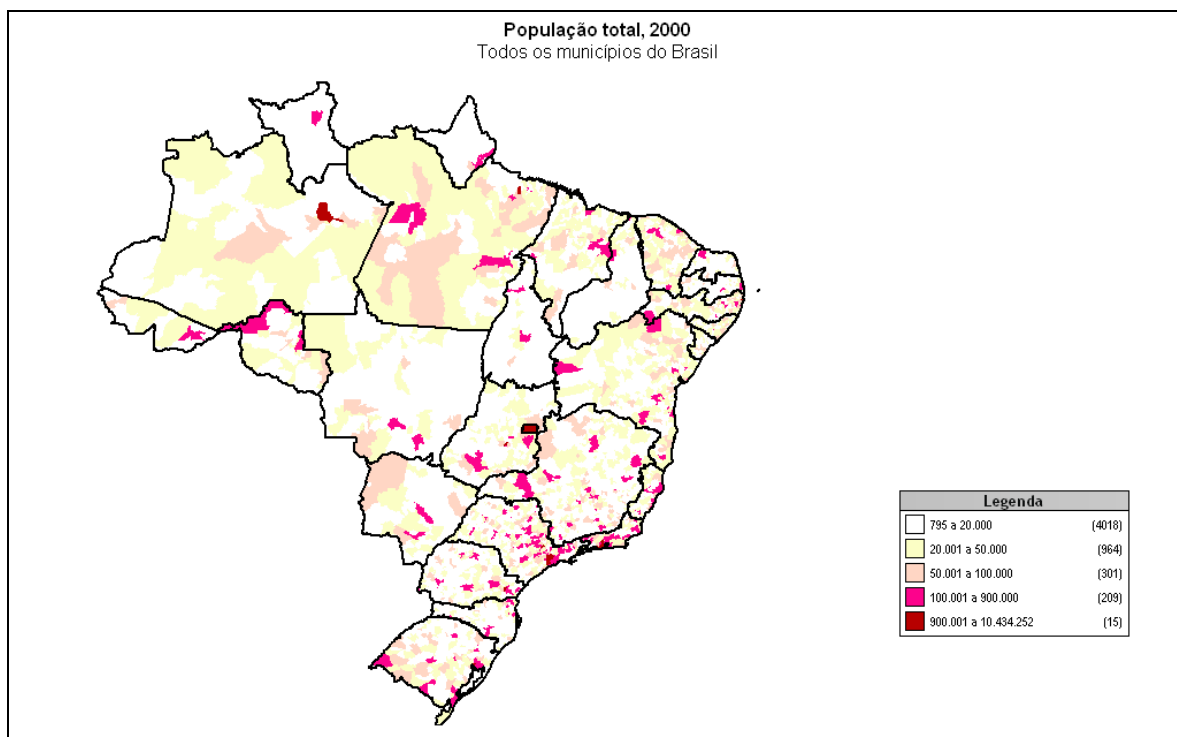 População total, 2000
Todos os municípios do Brasil
Legenda
795 a 20.000 (4018)
20.001 a 50.000 (964)
50.001 a 100.000 (301)
100.001 a 900.000 (209)
900.001 a 10.434.252 (15)